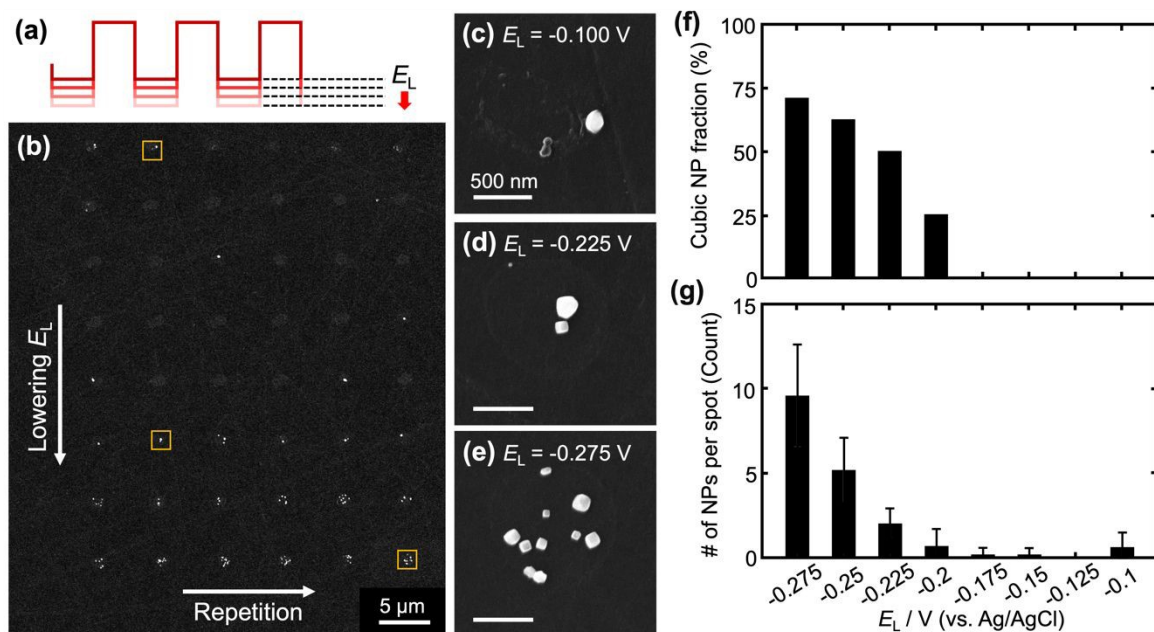 (a)
E_L
(b)
Lowering E_L
Repetition
5 μm
(c) E_L = -0.100 V
500 nm
(d) E_L = -0.225 V
(e) E_L = -0.275 V
(f)
Cubic NP fraction (%)
100
75
50
25
0
(g)
# of NPs per spot (Count)
15
10
5
0
-0.275 -0.25 -0.225 -0.2 -0.175 -0.15 -0.125 -0.1
E_L / V (vs. Ag/AgCl)